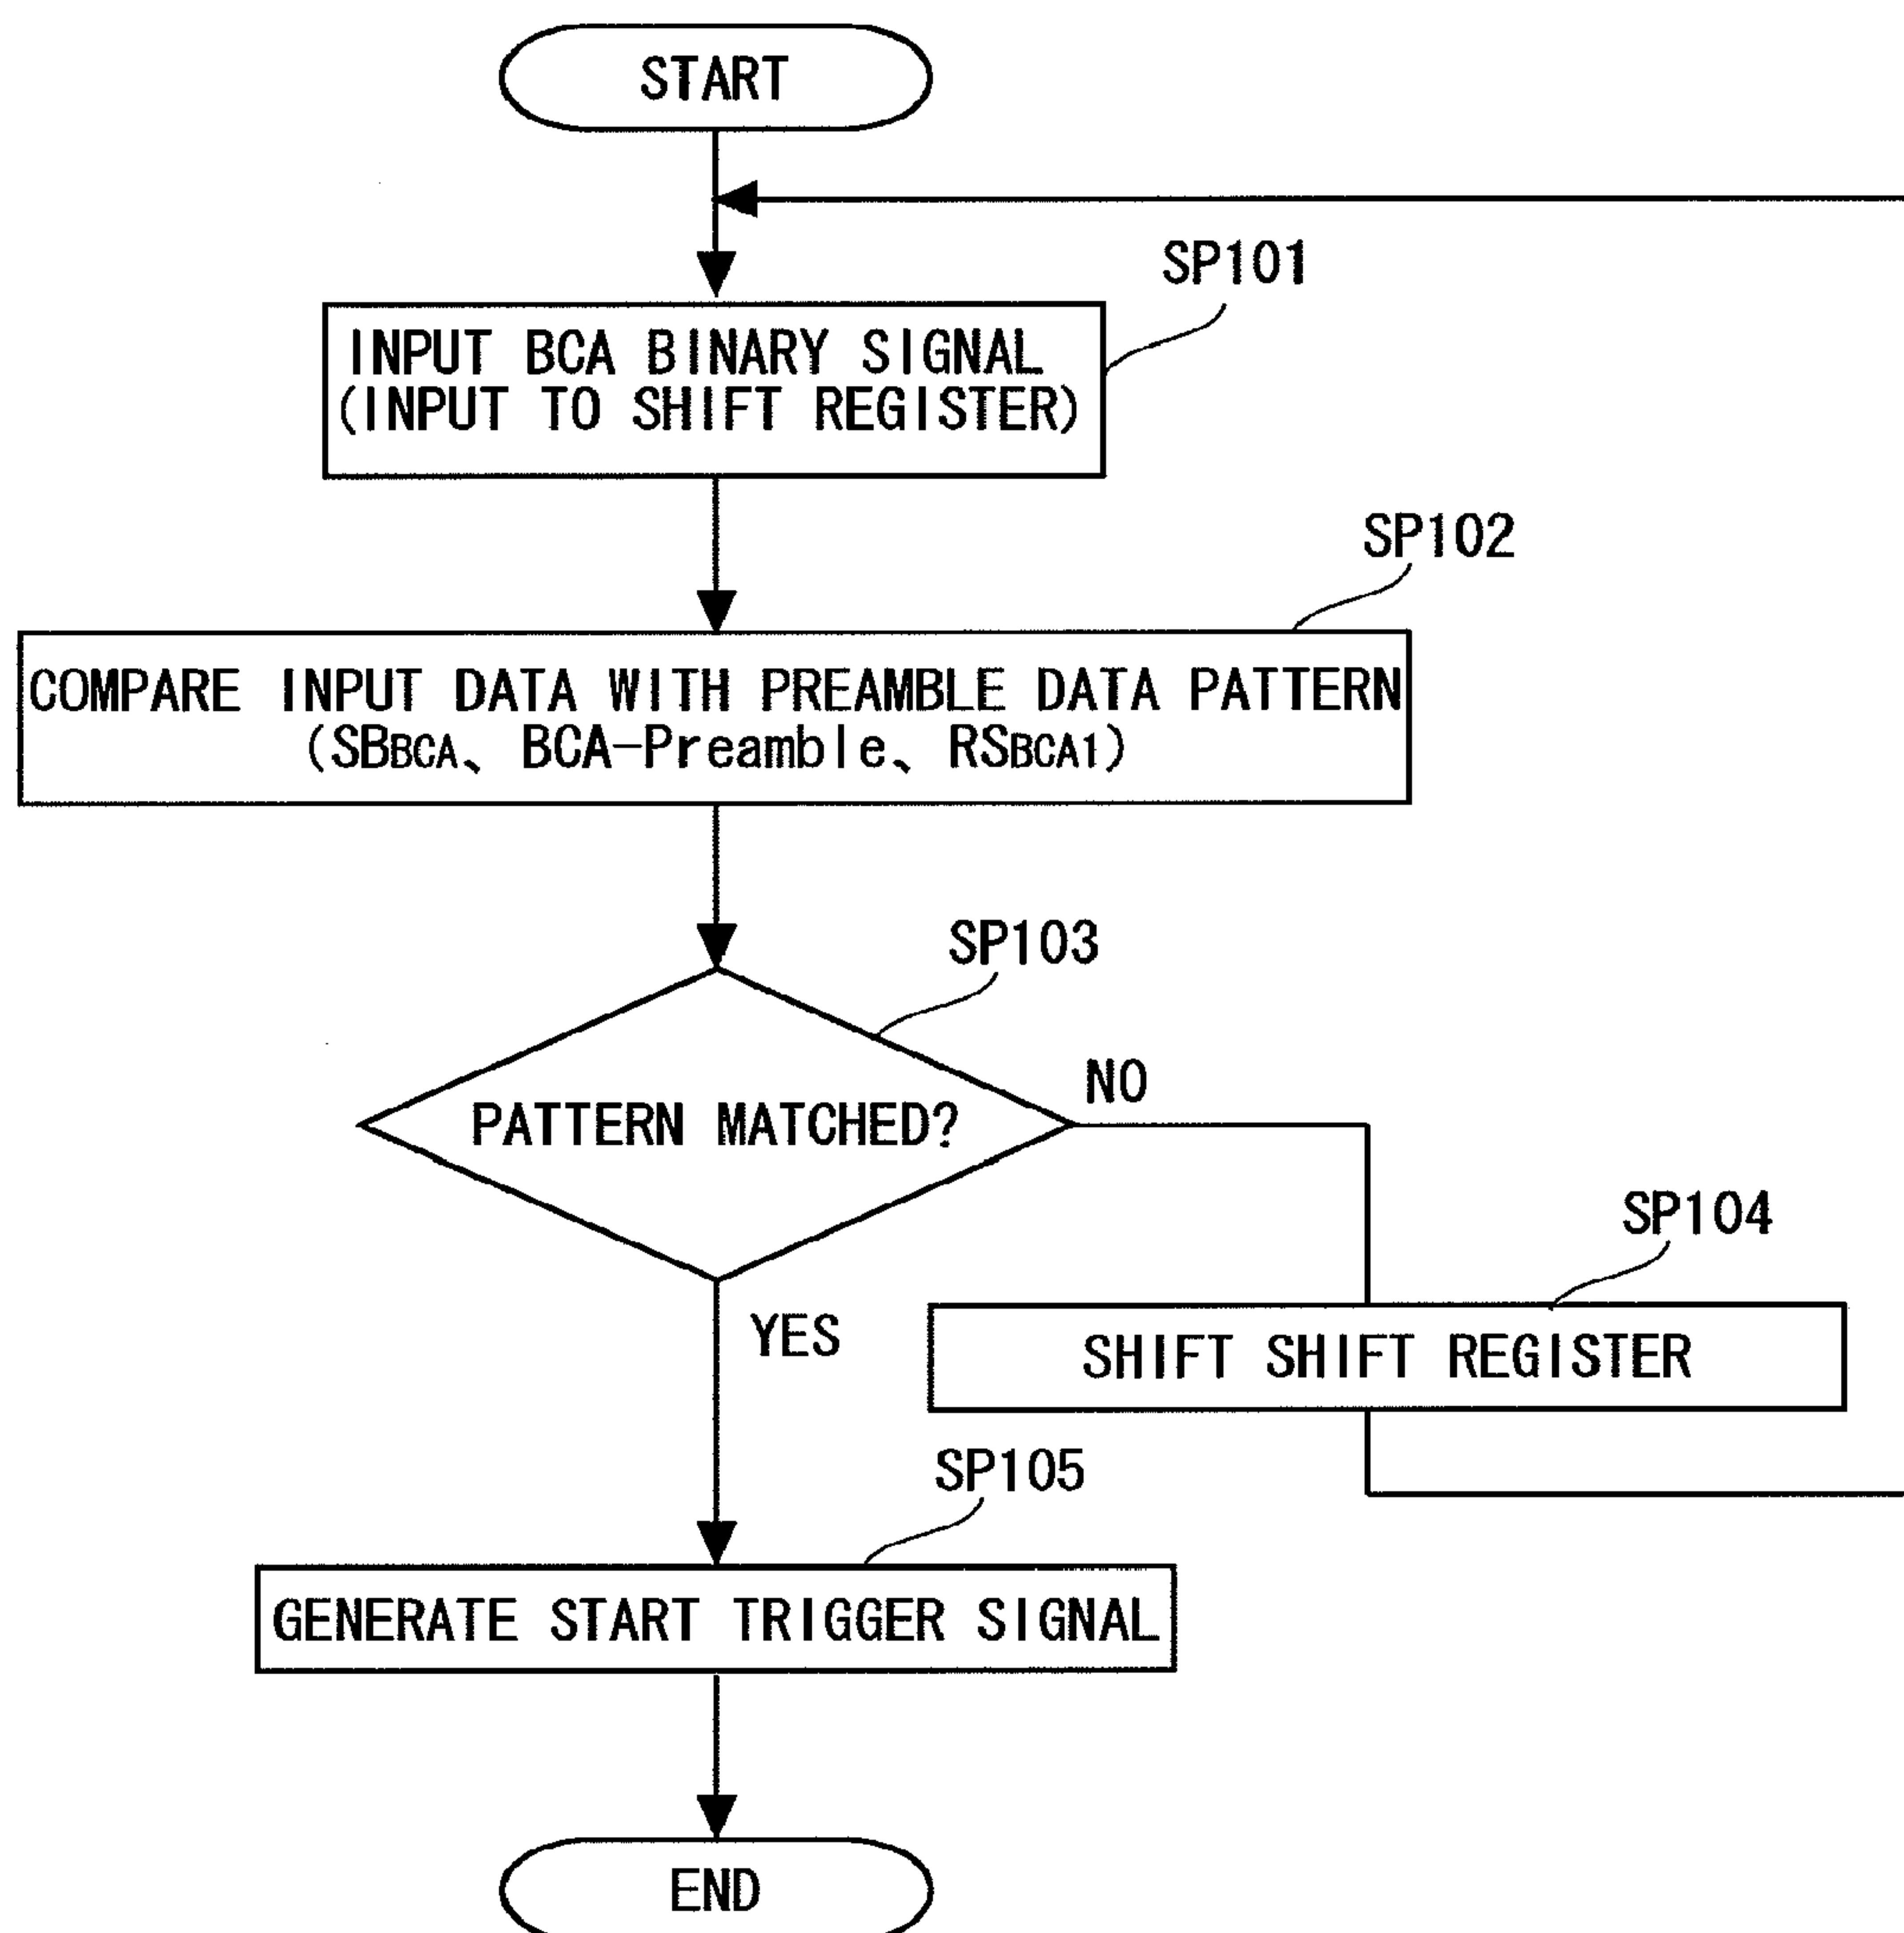 START
SP101
INPUT BCA BINARY SIGNAL
(INPUT TO SHIFT REGISTER)
SP102
COMPARE INPUT DATA WITH PREAMBLE DATA PATTERN
(SBBCA、BCA-Preamble、RSBCA1)
SP103
PATTERN MATCHED?
NO
SP104
YES
SHIFT SHIFT REGISTER
SP105
GENERATE START TRIGGER SIGNAL
END